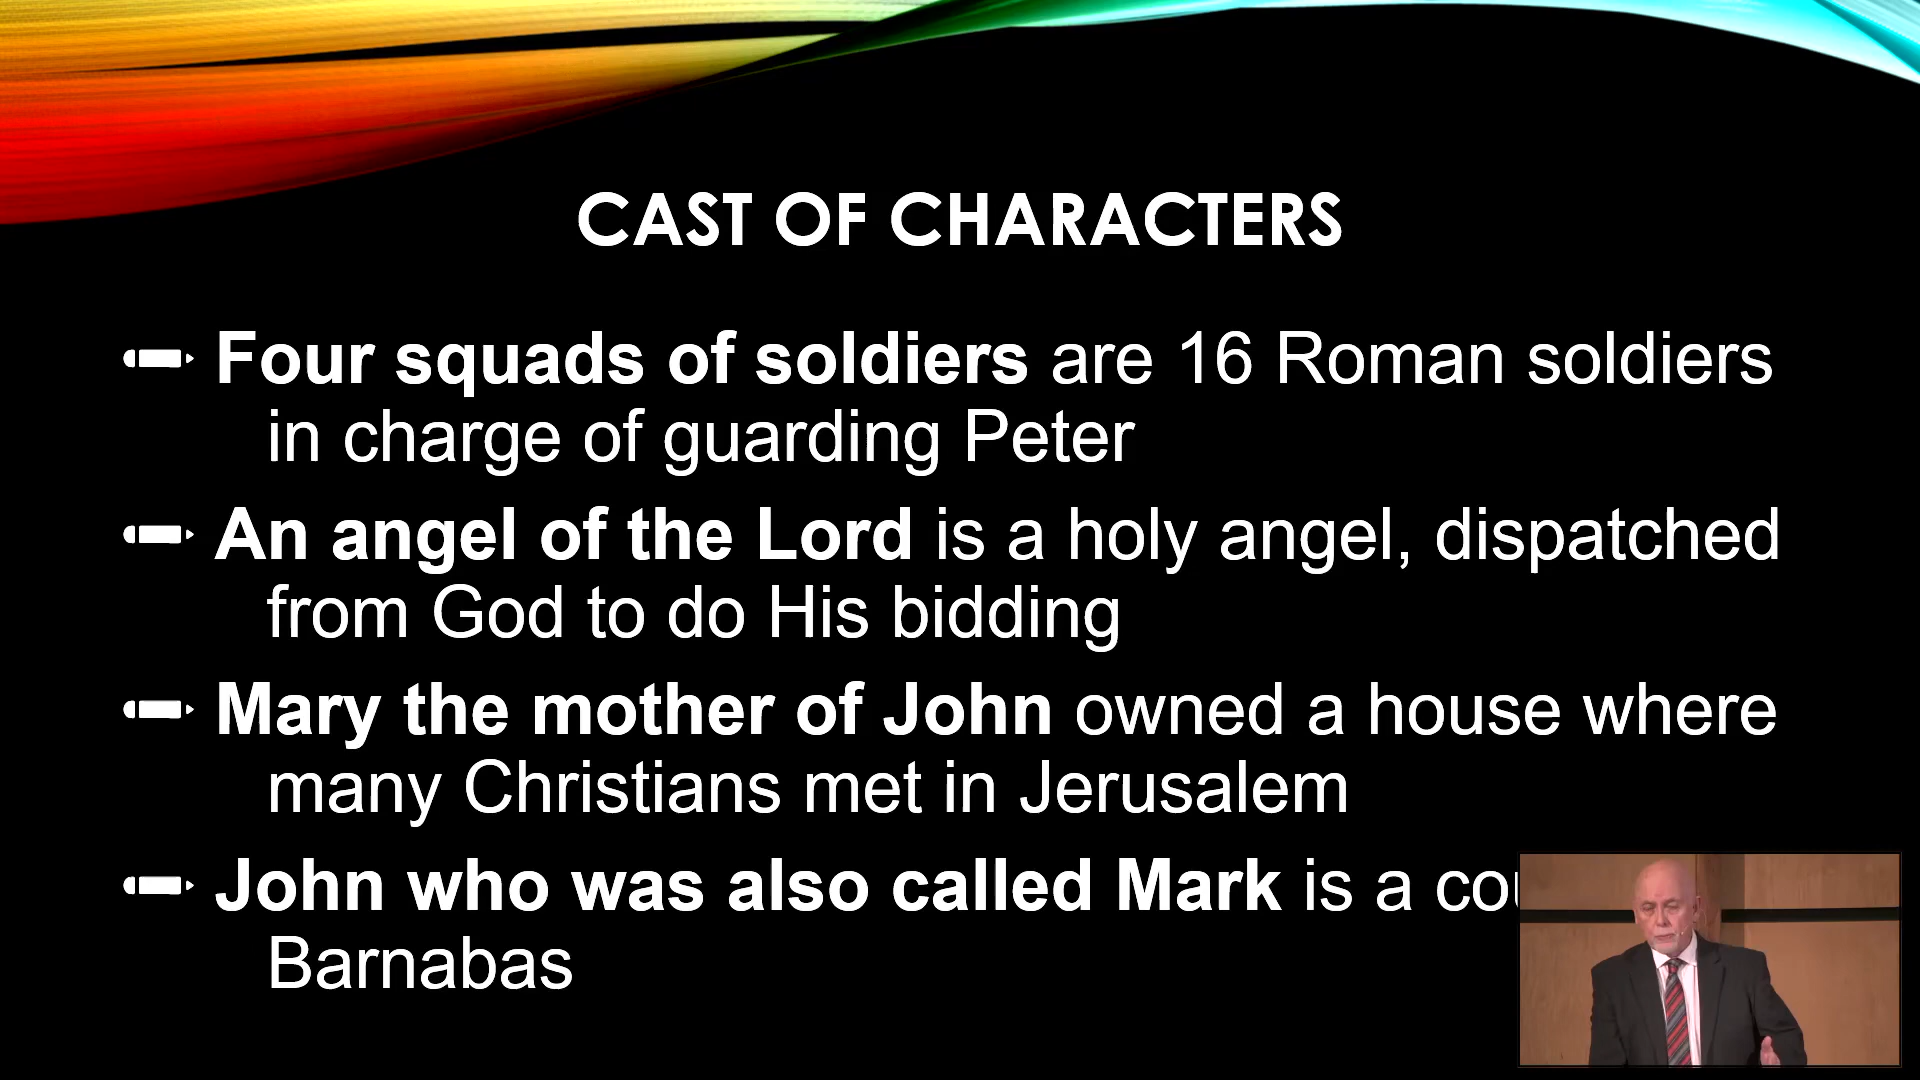 CAST OF CHARACTERS
Four squads of soldiers are 16 Roman soldiers
in charge of guarding Peter
An angel of the Lord is a holy angel, dispatched
from God to do His bidding
Mary the mother of John owned a house where
many Christians met in Jerusalem
John who was also called Mark is a
Barnabas